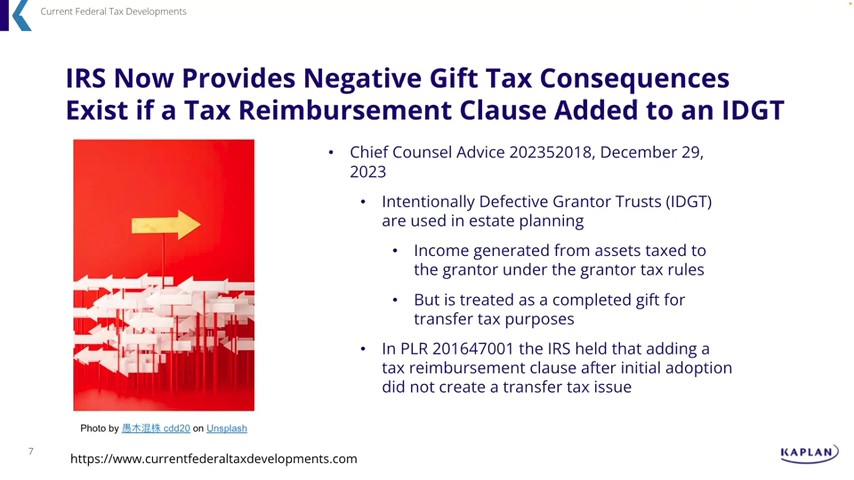 Current Federal Tax Developments
IRS Now Provides Negative Gift Tax Consequences
Exist if a Tax Reimbursement Clause Added to an IDGT
• Chief Counsel Advice 202352018, December 29,
2023
• Intentionally Defective Grantor Trusts (IDGT)
are used in estate planning
• Income generated from assets taxed to
the grantor under the grantor tax rules
• But is treated as a completed gift for
transfer tax purposes
• In PLR 201647001 the IRS held that adding a
tax reimbursement clause after initial adoption
did not create a transfer tax issue
Photo by 愚木混株 cdd20 on Unsplash
7
https://www.currentfederaltaxdevelopments.com
KAPLAN